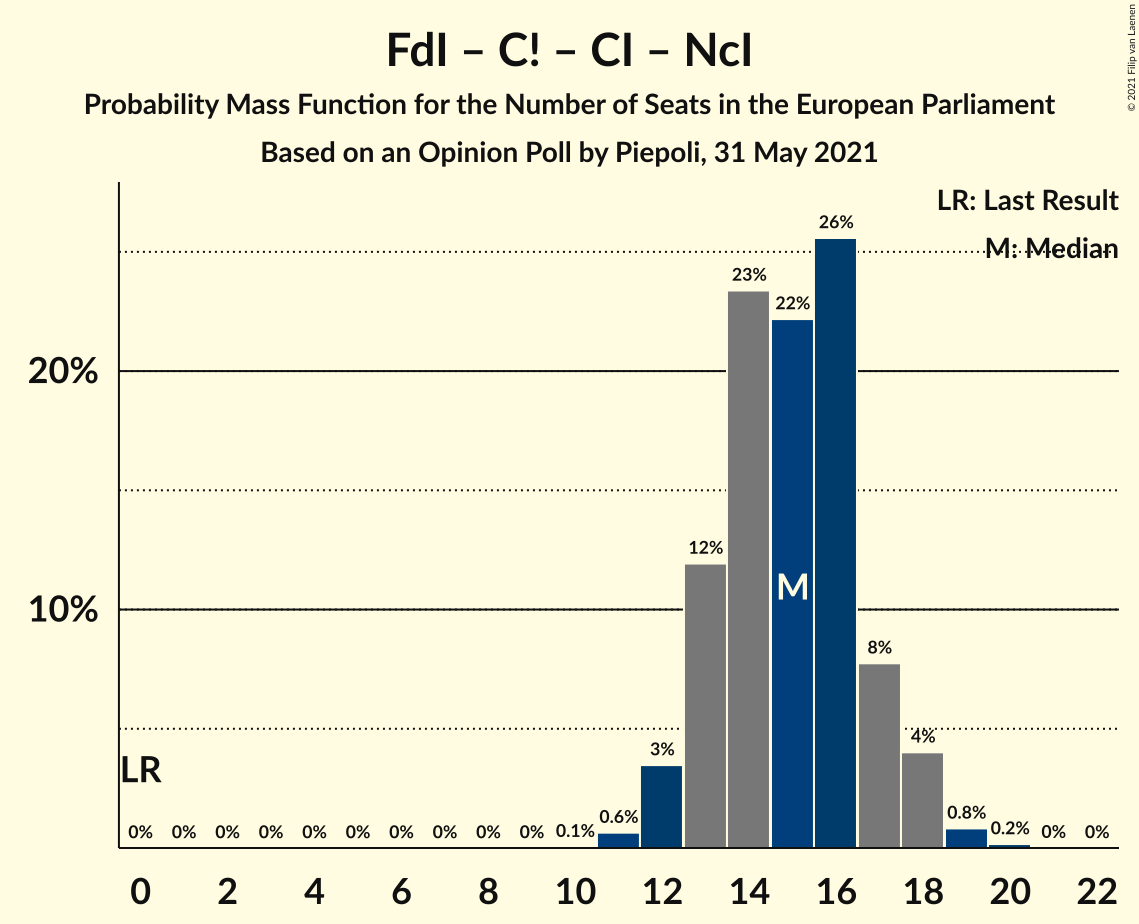 FdI – C! – CI – NcI
Probability Mass Function for the Number of Seats in the European Parliament
Based on an Opinion Poll by Piepoli, 31 May 2021
© 2021 Filip van Laenen
LR: Last Result
M: Median
20%
10%
LR
M
0% 0% 0% 0% 0% 0% 0% 0% 0% 0% 0.1% 0.6% 3% 12% 23% 22% 26% 8% 4% 0.8% 0.2% 0% 0%
0 2 4 6 8 10 12 14 16 18 20 22